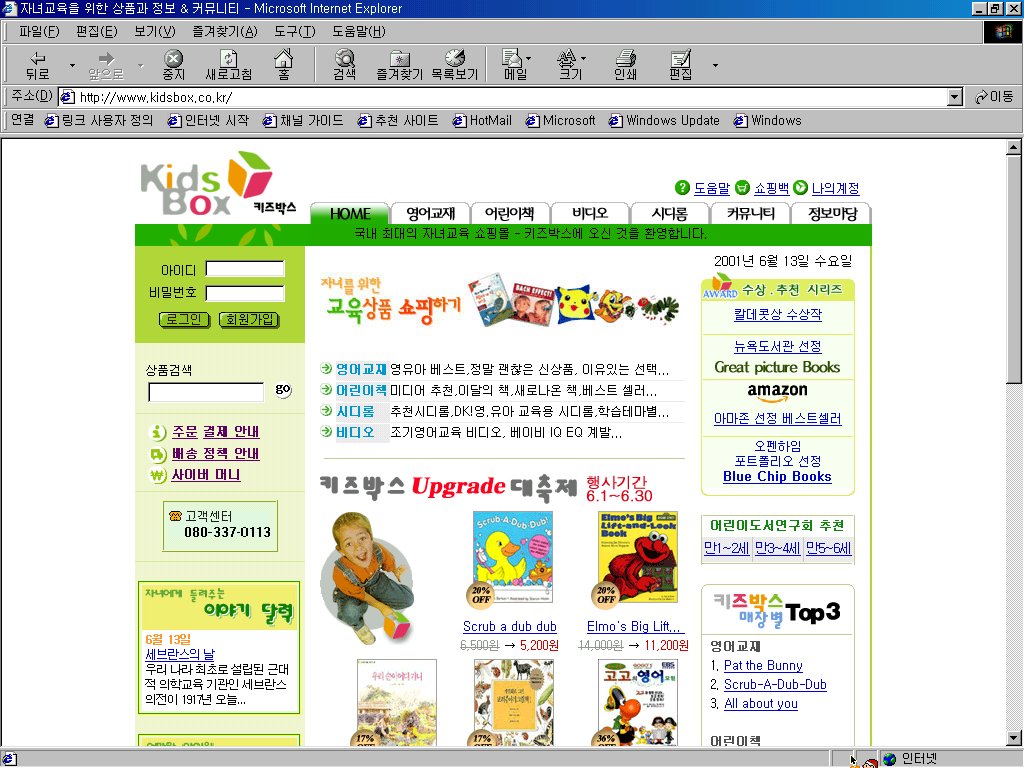 자녀교육을 위한 상품과 정보 & 커뮤니티 - Microsoft Internet Explorer
파일(F) 편집(E) 보기(V) 즐겨찾기(A) 도구(T) 도움말(H)
뒤로 앞으로 중지 새로고침 홈 검색 즐겨찾기 목록보기 메일 크기 인쇄 편집
주소(D) http://www.kidsbox.co.kr/ 이동
연결 링크 사용자 정의 인터넷 시작 채널 가이드 추천 사이트 HotMail Microsoft Windows Update Windows
Kids Box 키즈박스
도움말 쇼핑백 나의계정
HOME 영어교재 어린이책 비디오 시디롬 커뮤니티 정보마당
국내 최대의 자녀교육 쇼핑몰 - 키즈박스에 오신 것을 환영합니다.
아이디
비밀번호
로그인 회원가입
상품검색
go
주문 결제 안내
배송 정책 안내
사이버 머니
고객센터
080-337-0113
자녀에게 들려주는
이야기 달력
6월 13일
세브란스의 날
우리 나라 최초로 설립된 근대
적 의학교육 기관인 세브란스
의전이 1917년 오늘...
자녀를 위한
교육상품 쇼핑하기
BACH EFFECT
영어교재 영유아 베스트,정말 괜찮은 신상품, 이유있는 선택...
어린이책 미디어 추천,이달의 책,새로나온 책,베스트 셀러...
시디롬 추천시디롬,DK!영,유아 교육용 시디롬,학습테마별...
비디오 조기영어교육 비디오, 베이비 IQ EQ 계발...
키즈박스 Upgrade 대축제 행사기간
6.1~6.30
Scrub-A-Dub-Dub!
20% OFF
Elmo's Big Lift-and-Look Book
20% OFF
Scrub a dub dub
6,500원 → 5,200원
Elmo's Big Lift...
14,000원 → 11,200원
우리 순이 어디 가니
17% OFF
17% OFF
EBS
고고의 영어
36% OFF
2001년 6월 13일 수요일
AWARD 수상.추천 시리즈
칼데콧상 수상작
뉴욕도서관 선정
Great picture Books
amazon
아마존 선정 베스트셀러
오펜하임
포트폴리오 선정
Blue Chip Books
어린이도서연구회 추천
만1~2세 만3~4세 만5~6세
키즈박스
매장별 Top3
영어교재
1, Pat the Bunny
2, Scrub-A-Dub-Dub
3, All about you
어린이책
인터넷